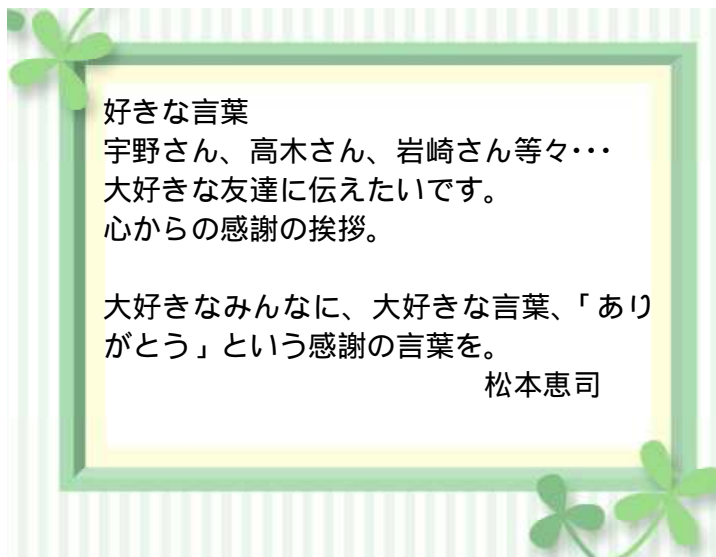 好きな言葉
宇野さん、高木さん、岩崎さん等々･･･
大好きな友達に伝えたいです。
心からの感謝の挨拶。
大好きなみんなに、大好きな言葉、｢あり
がとう」という感謝の言葉を。
松本恵司